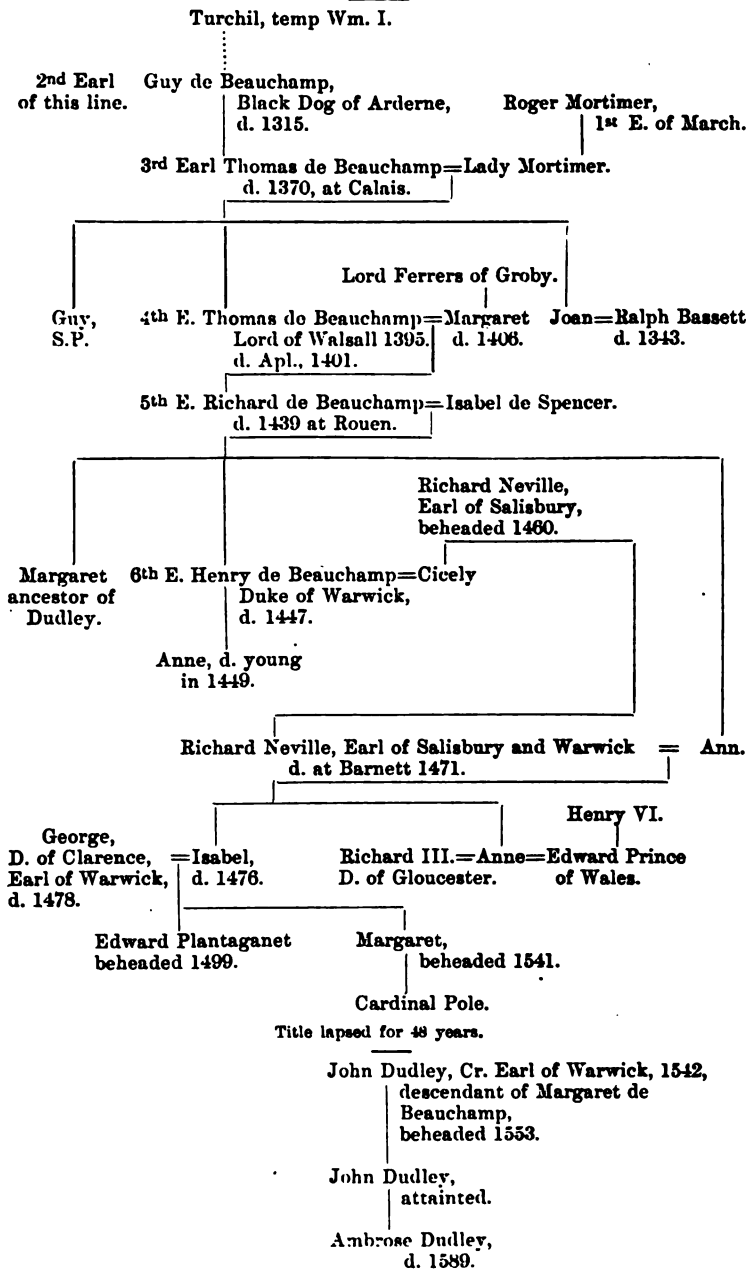 Turchil, temp Wm. I.
2nd Earl of this line.
Guy de Beauchamp,
Black Dog of Arderne,
d. 1315.
Roger Mortimer,
1st E. of March.
3rd Earl Thomas de Beauchamp=Lady Mortimer.
d. 1370, at Calais.
Lord Ferrers of Groby.
Guy,
S.P.
4th E. Thomas de Beauchamp=Margaret
Lord of Walsall 1395.
d. 1406.
d. Apl., 1401.
Joan=Ralph Bassett
d. 1343.
5th E. Richard de Beauchamp=Isabel de Spencer.
d. 1439 at Rouen.
Richard Neville,
Earl of Salisbury,
beheaded 1460.
Margaret
ancestor of
Dudley.
6th E. Henry de Beauchamp=Cicely
Duke of Warwick,
d. 1447.
Anne, d. young
in 1449.
Richard Neville, Earl of Salisbury and Warwick = Ann.
d. at Barnett 1471.
Henry VI.
George,
D. of Clarence,
Earl of Warwick,
d. 1478.
=Isabel,
d. 1476.
Richard III.=Anne=Edward Prince
D. of Gloucester.
of Wales.
Edward Plantaganet
beheaded 1499.
Margaret,
beheaded 1541.
Cardinal Pole.
Title lapsed for 48 years.
John Dudley, Cr. Earl of Warwick, 1542,
descendant of Margaret de
Beauchamp,
beheaded 1553.
John Dudley,
attainted.
Ambrose Dudley,
d. 1589.